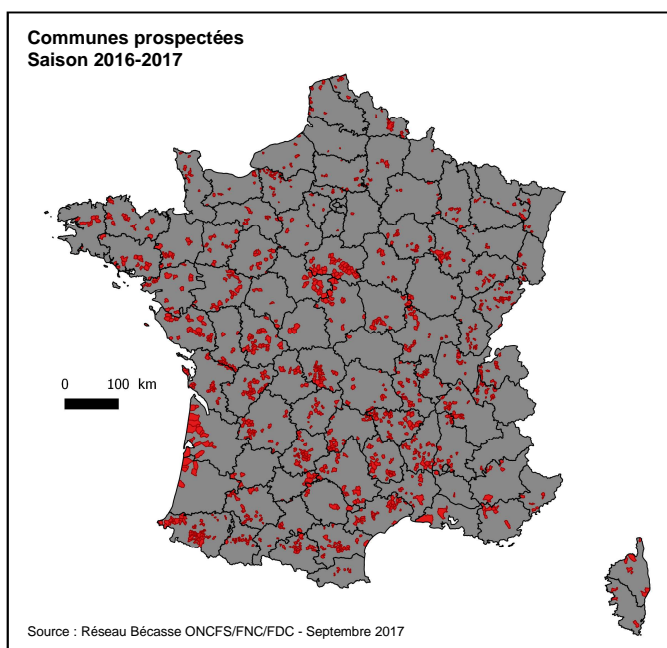 Communes prospectées
Saison 2016-2017
0 100 km
Source : Réseau Bécasse ONCFS/FNC/FDC - Septembre 2017